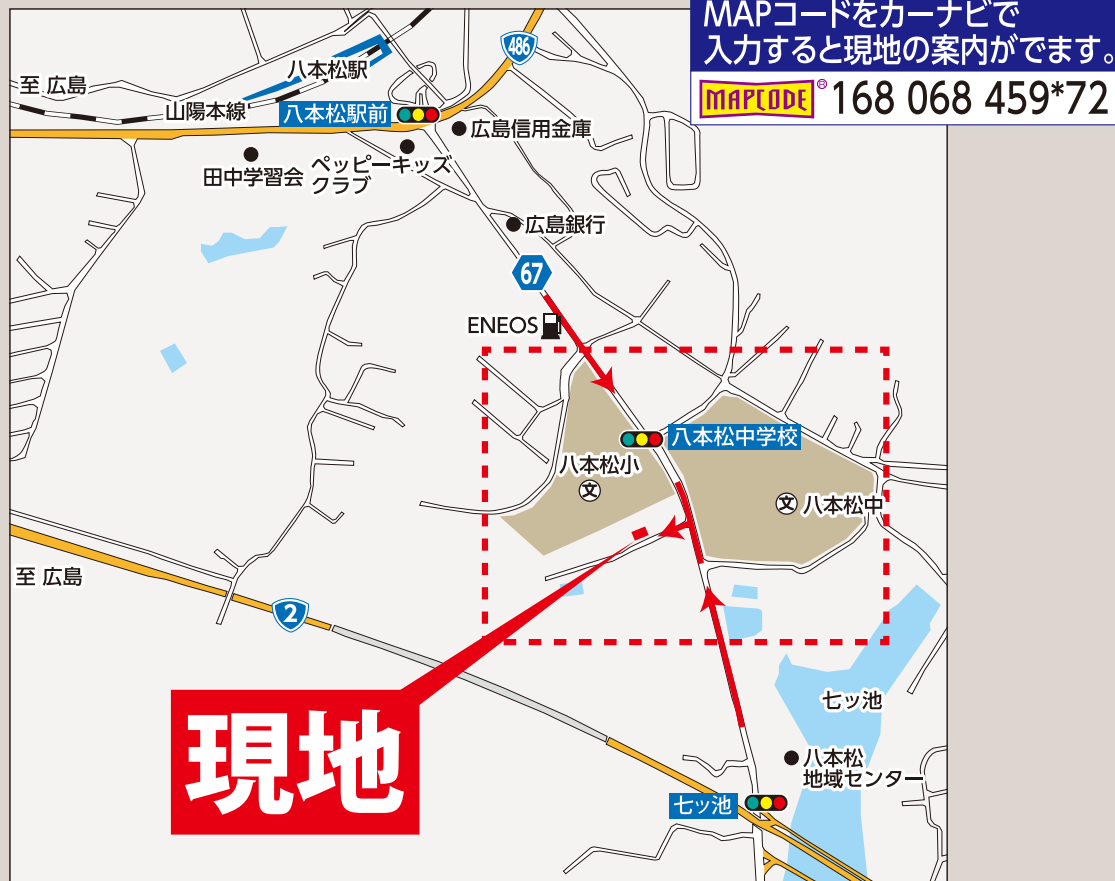 MAPコードをカーナビで
入力すると現地の案内がでます。
MAPCODE® 168 068 459*72
486
至 広島
八本松駅
山陽本線
八本松駅前
広島信用金庫
田中学習会
ペッピーキッズ
クラブ
広島銀行
67
ENEOS
八本松中学校
八本松小
文
文
八本松中
至 広島
2
現地
七ッ池
八本松
地域センター
七ッ池